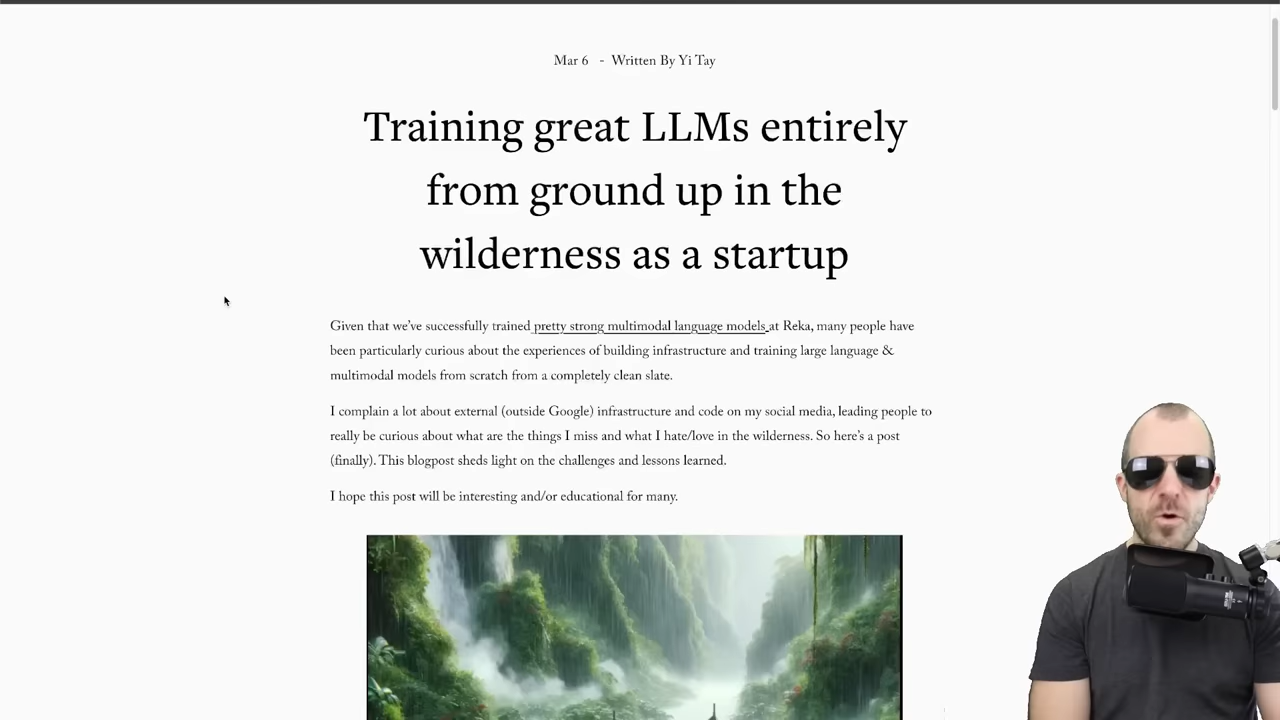 Mar 6 - Written By Yi Tay
Training great LLMs entirely
from ground up in the
wilderness as a startup
Given that we've successfully trained pretty strong multimodal language models at Reka, many people have
been particularly curious about the experiences of building infrastructure and training large language &
multimodal models from scratch from a completely clean slate.
I complain a lot about external (outside Google) infrastructure and code on my social media, leading people to
really be curious about what are the things I miss and what I hate/love in the wilderness. So here's a post
(finally). This blogpost sheds light on the challenges and lessons learned.
I hope this post will be interesting and/or educational for many.